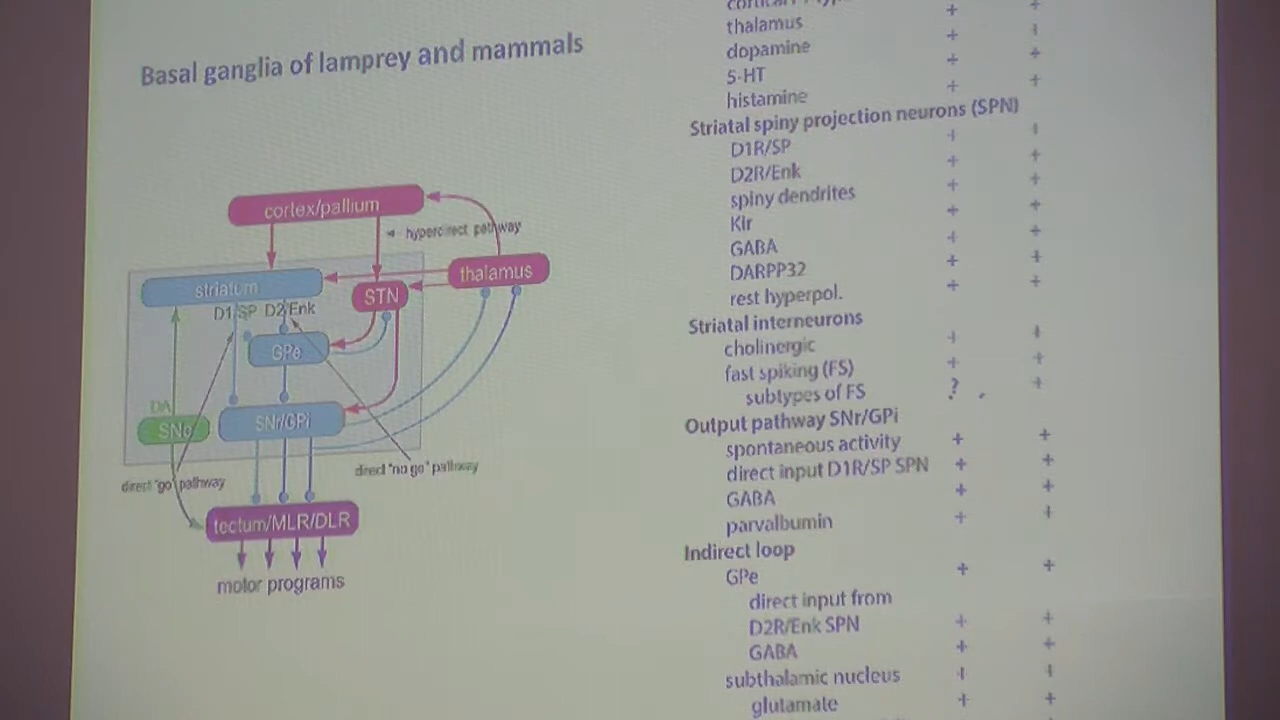 Basal ganglia of lamprey and mammals
cortex/pallium
hyperdirect pathway
thalamus
striatum
STN
D1/SP D2/Enk
GPe
DA
SNc
SNr/GPi
direct "go" pathway
direct "no go" pathway
tectum/MLR/DLR
motor programs
thalamus + +
dopamine + +
5-HT + +
histamine + +
Striatal spiny projection neurons (SPN)
D1R/SP + +
D2R/Enk + +
spiny dendrites + +
Kir + +
GABA + +
DARPP32 + +
rest hyperpol. + +
Striatal interneurons
cholinergic + +
fast spiking (FS) + +
subtypes of FS ? +
Output pathway SNr/GPi
spontaneous activity + +
direct input D1R/SP SPN + +
GABA + +
parvalbumin + +
Indirect loop
GPe + +
direct input from
D2R/Enk SPN + +
GABA + +
subthalamic nucleus + +
glutamate + +